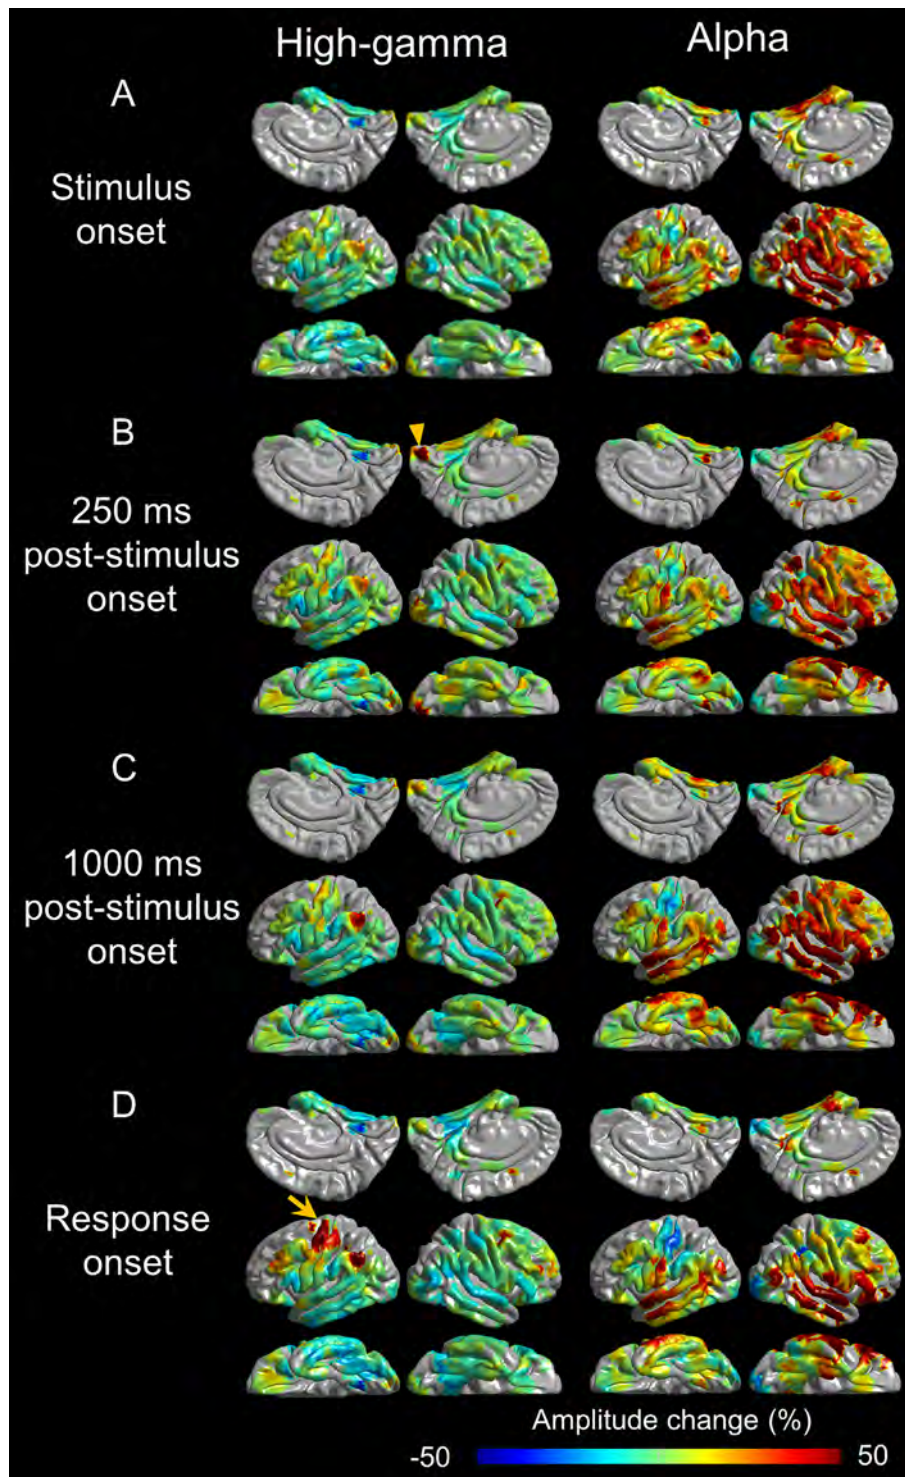 High-gamma
Alpha
A
Stimulus
onset
B
250 ms
post-stimulus
onset
C
1000 ms
post-stimulus
onset
D
Response
onset
Amplitude change (%)
-50
50